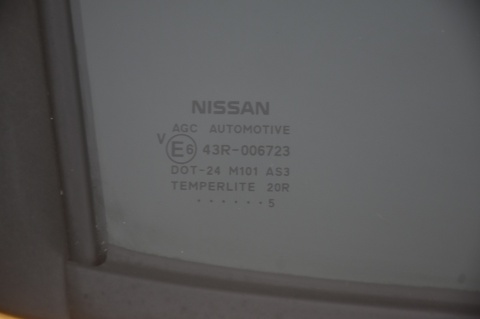 NISSAN
AGC AUTOMOTIVE
V E6 43R-006723
DOT-24 M101 AS3
TEMPERLITE 20R
......5